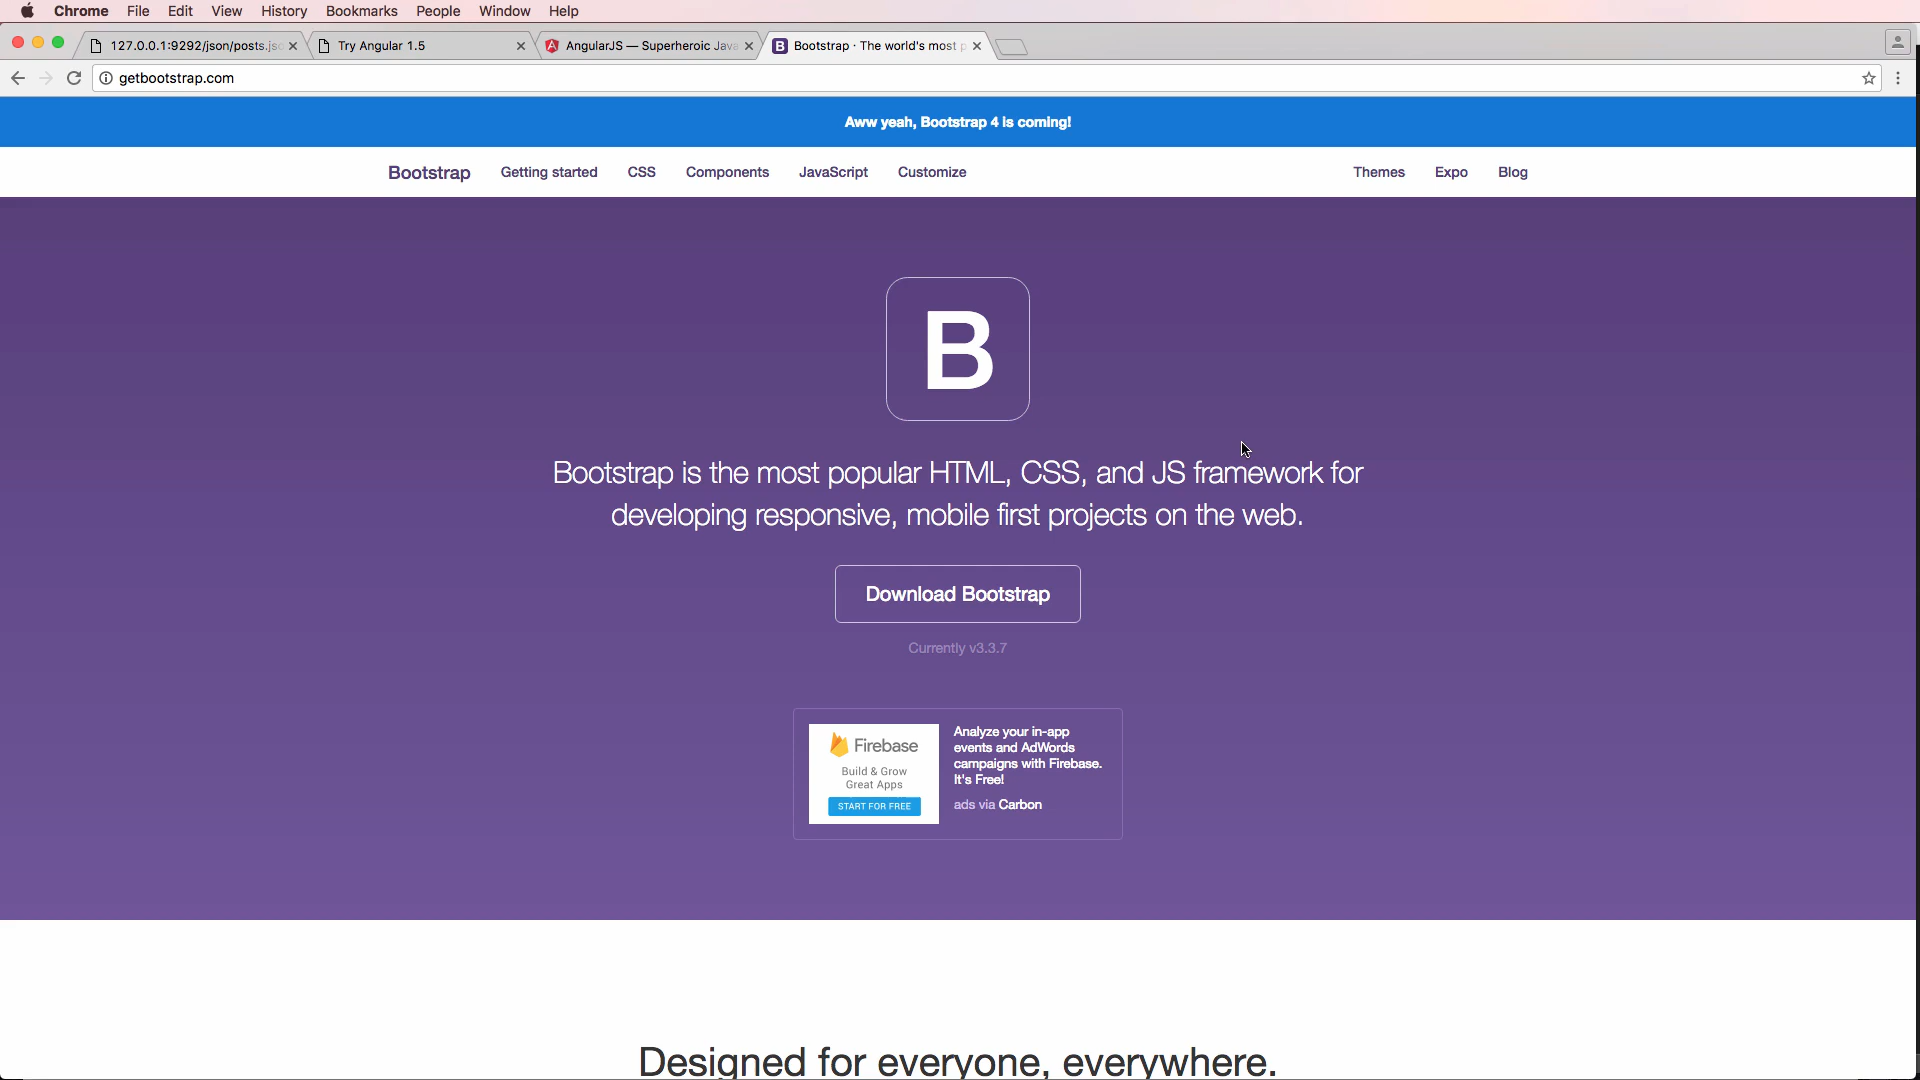 Chrome File Edit View History Bookmarks People Window Help
127.0.0.1:9292/json/posts.js
Try Angular 1.5
AngularJS — Superheroic Java
Bootstrap · The world's most p
getbootstrap.com
Aww yeah, Bootstrap 4 is coming!
Bootstrap Getting started CSS Components JavaScript Customize Themes Expo Blog
B
Bootstrap is the most popular HTML, CSS, and JS framework for
developing responsive, mobile first projects on the web.
Download Bootstrap
Currently v3.3.7
Firebase
Build & Grow
Great Apps
START FOR FREE
Analyze your in-app
events and AdWords
campaigns with Firebase.
It's Free!
ads via Carbon
Designed for everyone, everywhere.